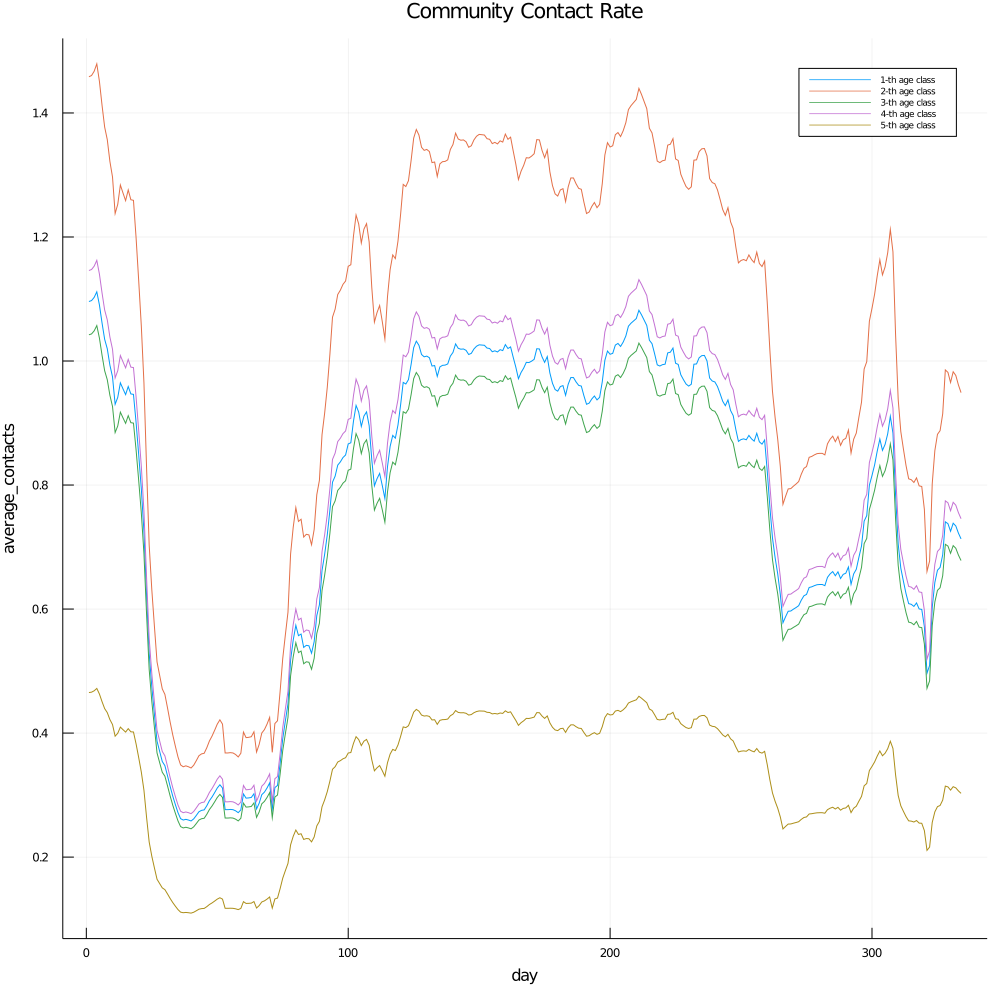 Community Contact Rate
1-th age class
2-th age class
3-th age class
4-th age class
5-th age class
1.4
1.2
1.0
0.8
0.6
0.4
0.2
average_contacts
0 100 200 300
day